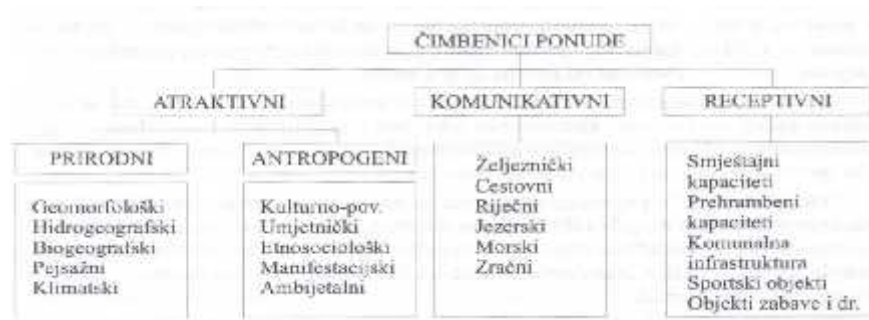 ČIMBENICI PONUDE
ATRAKTIVNI
KOMUNIKATIVNI
RECEPTIVNI
PRIRODNI
ANTROPOGENI
Geomorfološki
Hidrogeografski
Biogeografski
Pejsažni
Klimatski
Kulturno-pov.
Umjetnički
Etnosociološki
Manifestacijski
Ambijetalni
Željeznički
Cestovni
Riječni
Jezerski
Morski
Zračni
Smještajni
kapaciteti
Prehrambeni
kapaciteti
Komunalna
infrastruktura
Sportski objekti
Objekti zabave i dr.